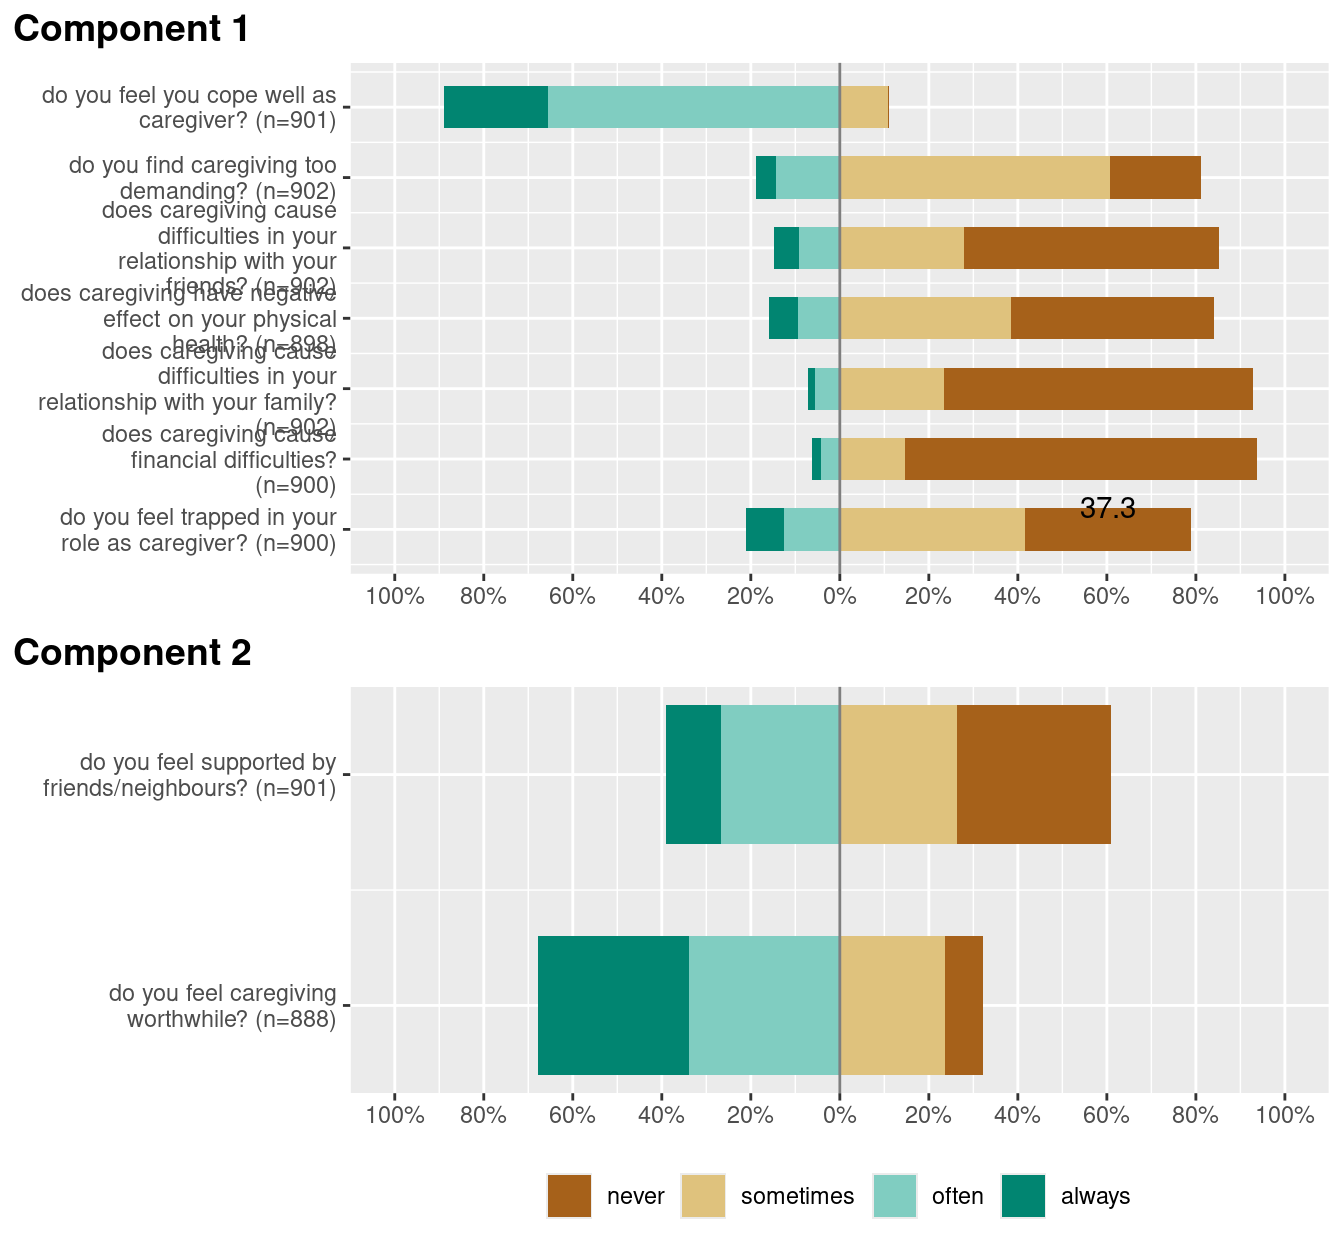 Component 1
do you feel you cope well as
caregiver? (n=901)
do you find caregiving too
demanding? (n=902)
does caregiving cause
difficulties in your
relationship with your
friends? (n=902)
does caregiving have negative
effect on your physical
health? (n=898)
does caregiving cause
difficulties in your
relationship with your family?
(n=902)
does caregiving cause
financial difficulties?
(n=900)
37.3
do you feel trapped in your
role as caregiver? (n=900)
100% 80% 60% 40% 20% 0% 20% 40% 60% 80% 100%
Component 2
do you feel supported by
friends/neighbours? (n=901)
do you feel caregiving
worthwhile? (n=888)
100% 80% 60% 40% 20% 0% 20% 40% 60% 80% 100%
never sometimes often always